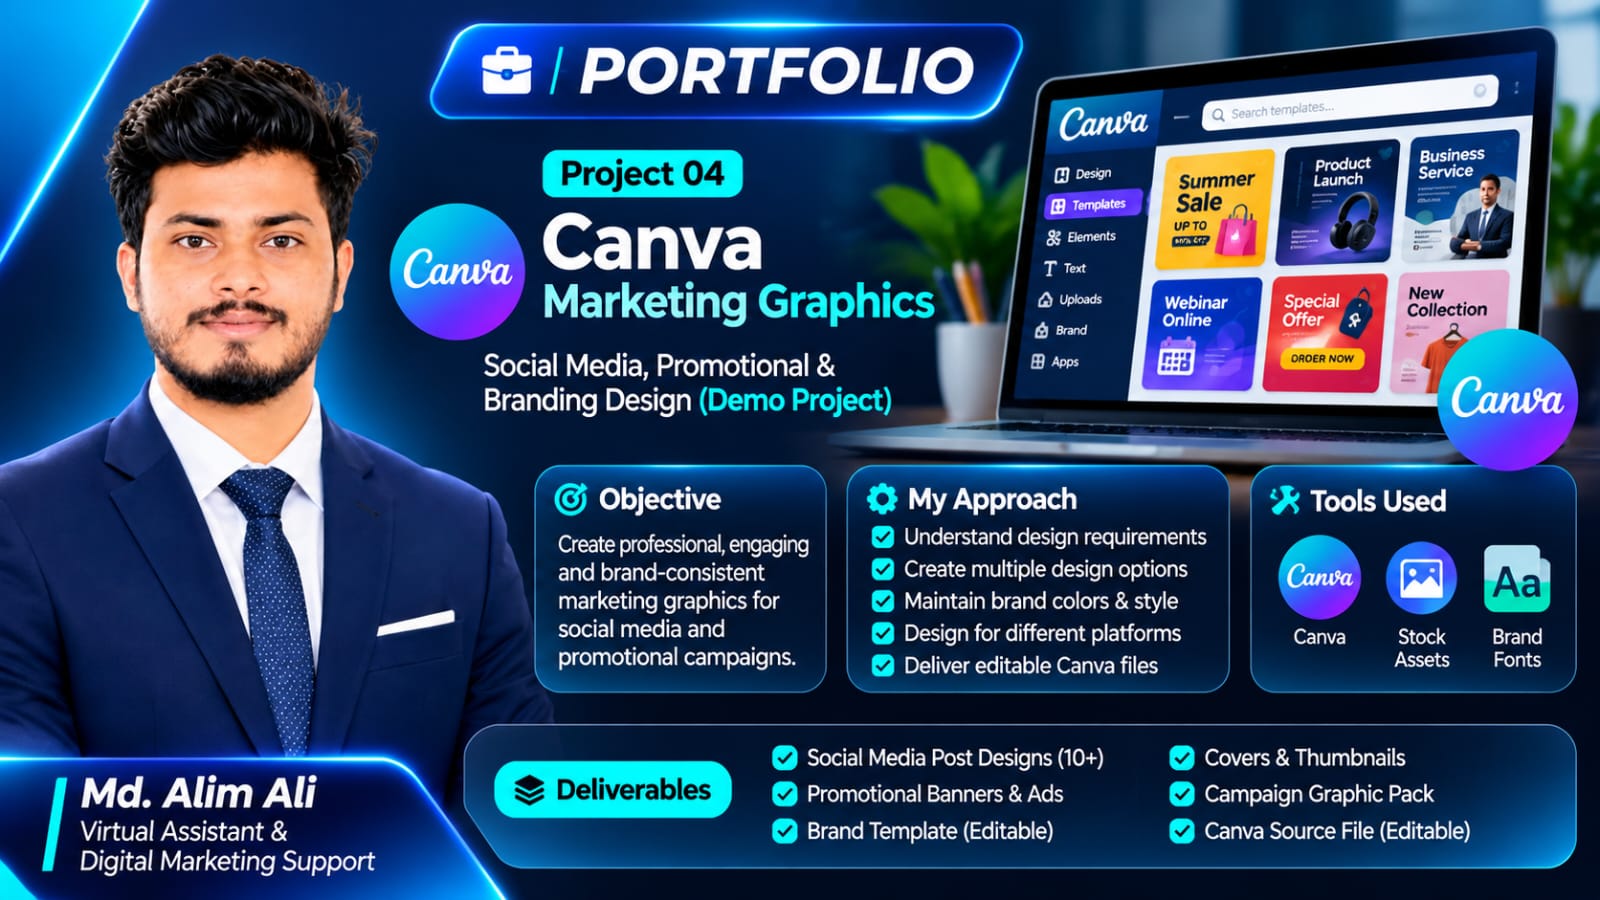 PORTFOLIO
Project 04
Canva
Canva
Marketing Graphics
Social Media, Promotional &
Branding Design (Demo Project)
Canva
Search templates...
Design
Templates
Elements
Text
Uploads
Brand
Apps
Summer
Sale
UP TO
Product
Launch
Business
Service
Webinar
Online
Special
Offer
ORDER NOW
New
Collection
Canva
Objective
Create professional, engaging
and brand-consistent
marketing graphics for
social media and
promotional campaigns.
My Approach
Understand design requirements
Create multiple design options
Maintain brand colors & style
Design for different platforms
Deliver editable Canva files
Tools Used
Canva
Aa
Canva
Stock
Assets
Brand
Fonts
Md. Alim Ali
Virtual Assistant &
Digital Marketing Support
Deliverables
Social Media Post Designs (10+)
Promotional Banners & Ads
Brand Template (Editable)
Covers & Thumbnails
Campaign Graphic Pack
Canva Source File (Editable)